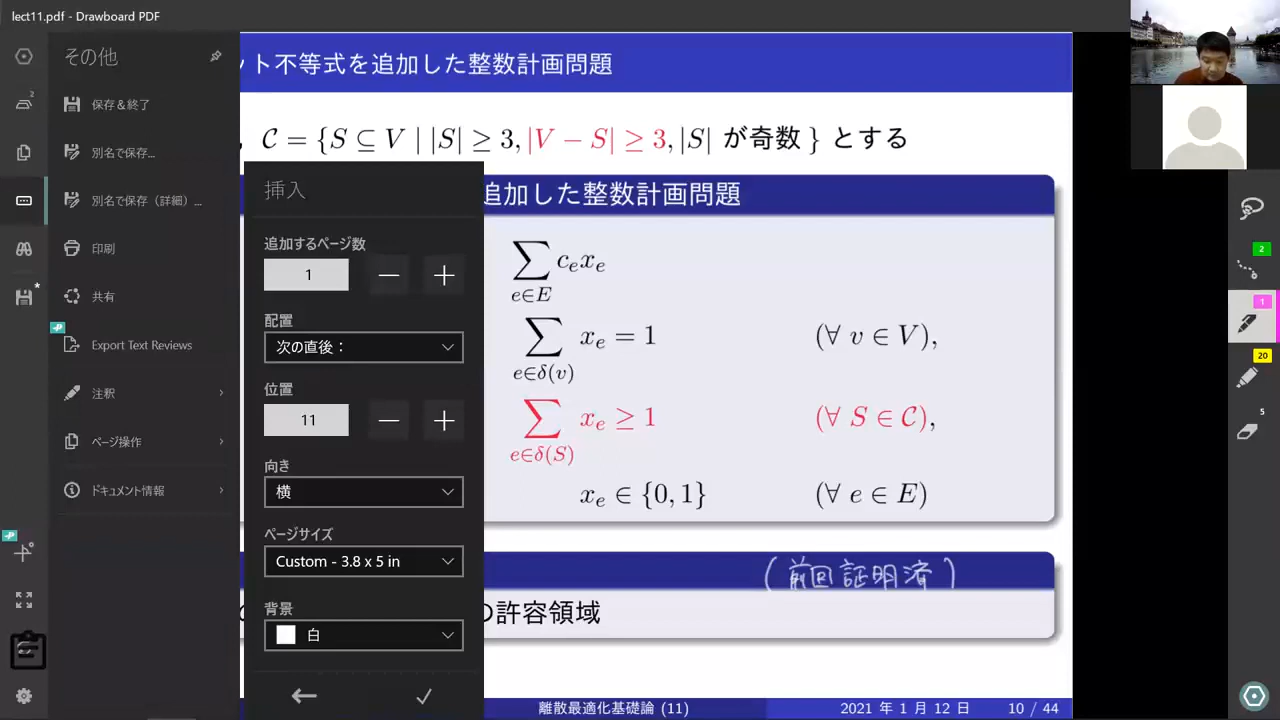 lect11.pdf - Drawboard PDF
その他
保存＆終了
別名で保存...
別名で保存（詳細）...
印刷
共有
Export Text Reviews
注釈
ページ操作
ドキュメント情報
挿入
追加するページ数
1
配置
次の直後：
位置
11
向き
横
ページサイズ
Custom - 3.8 x 5 in
背景
白
ット不等式を追加した整数計画問題
C = {S ⊆ V | |S| ≥ 3, |V − S| ≥ 3, |S| が奇数 } とする
追加した整数計画問題
∑_{e∈E} c_e x_e
∑_{e∈δ(v)} x_e = 1 (∀ v ∈ V),
∑_{e∈δ(S)} x_e ≥ 1 (∀ S ∈ C),
x_e ∈ {0, 1} (∀ e ∈ E)
(前回証明済)
の許容領域
離散最適化基礎論 (11) 2021 年 1 月 12 日 10 / 44
2
1
20
5